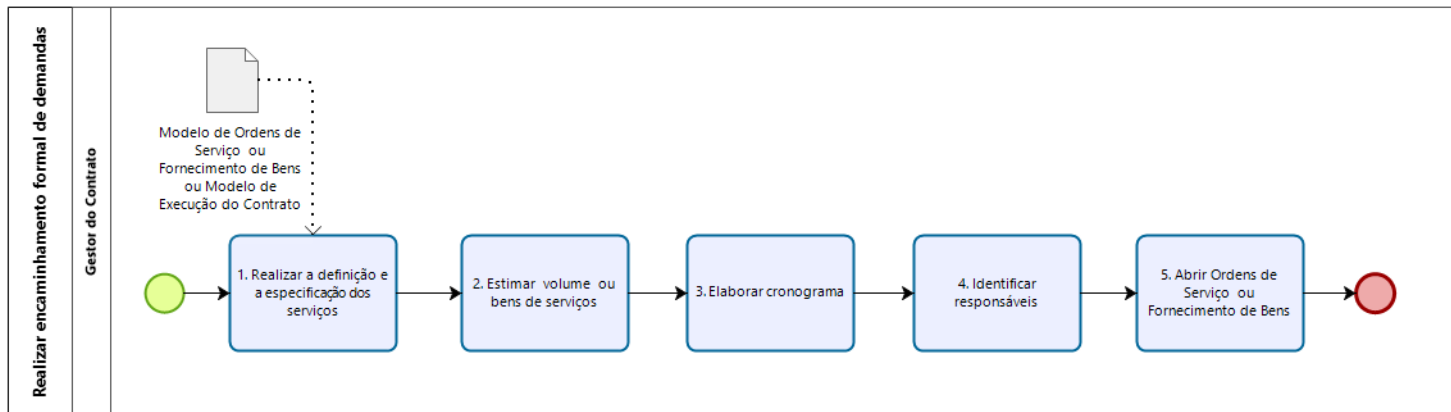 Realizar encaminhamento formal de demandas
Gestor do Contrato
Modelo de Ordens de
Serviço ou
Fornecimento de Bens
ou Modelo de
Execução do Contrato
1. Realizar a definição e
a especificação dos
serviços
2. Estimar volume ou
bens de serviços
3. Elaborar cronograma
4. Identificar
responsáveis
5. Abrir Ordens de
Serviço ou
Fornecimento de Bens